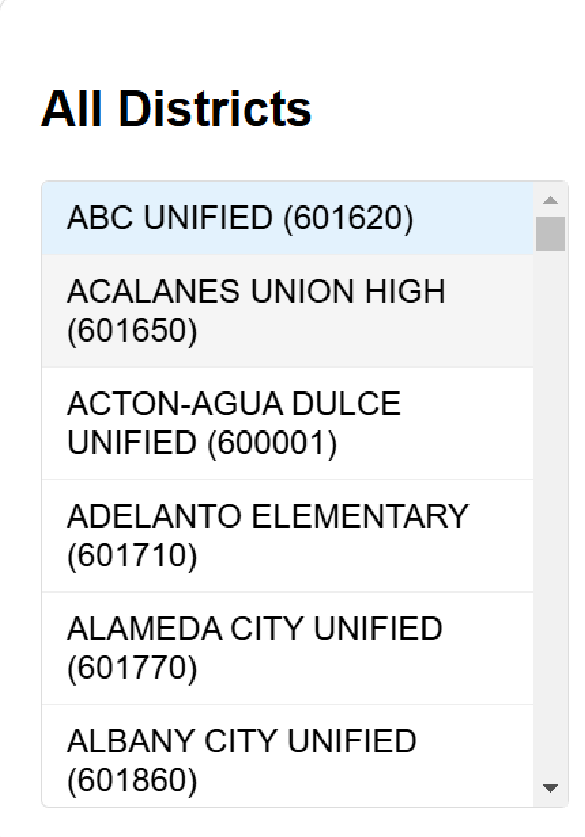 All Districts
ABC UNIFIED (601620)
ACALANES UNION HIGH
(601650)
ACTON-AGUA DULCE
UNIFIED (600001)
ADELANTO ELEMENTARY
(601710)
ALAMEDA CITY UNIFIED
(601770)
ALBANY CITY UNIFIED
(601860)